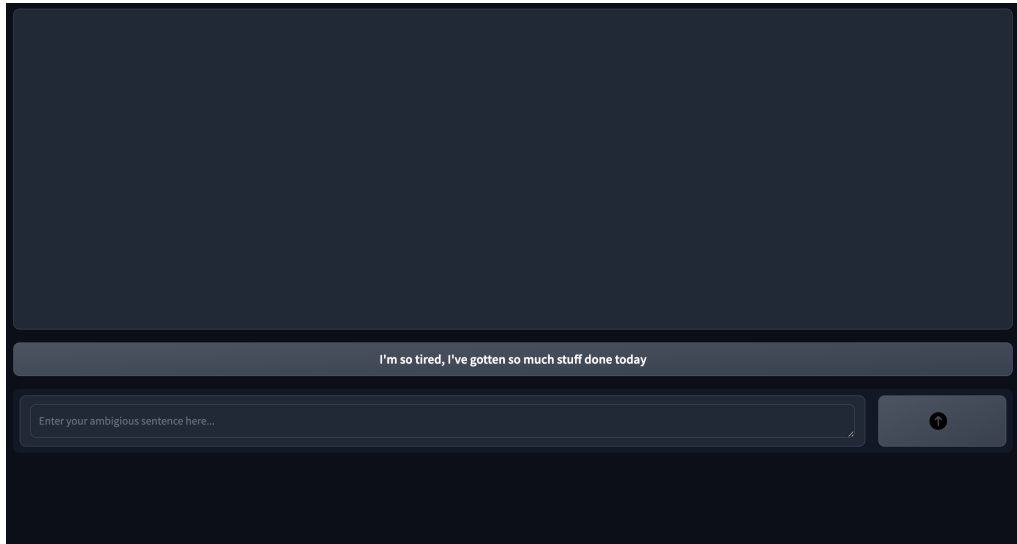 I'm so tired, I've gotten so much stuff done today
Enter your ambigious sentence here...